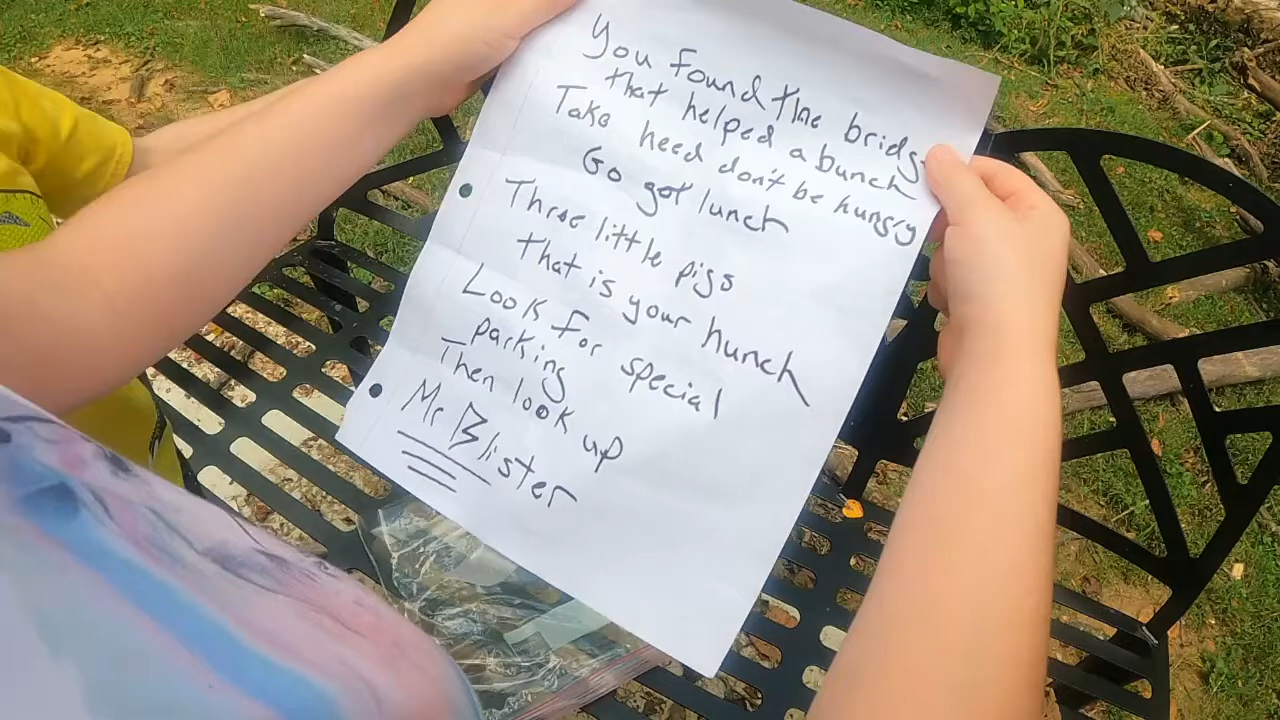 You found the bridg
that helped a bunch
Take heed don't be hungry
Go get lunch
Three little pigs
That is your hunch
Look for special
parking
Then look up
Mr Blister